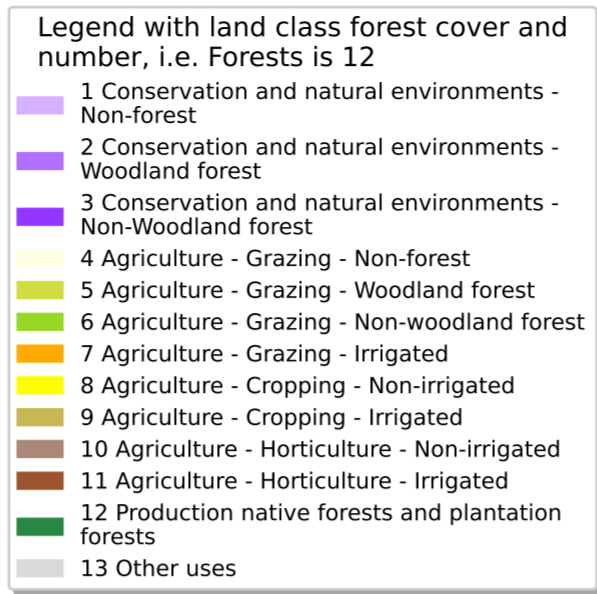 Legend with land class forest cover and
number, i.e. Forests is 12
1 Conservation and natural environments -
Non-forest
2 Conservation and natural environments -
Woodland forest
3 Conservation and natural environments -
Non-Woodland forest
4 Agriculture - Grazing - Non-forest
5 Agriculture - Grazing - Woodland forest
6 Agriculture - Grazing - Non-woodland forest
7 Agriculture - Grazing - Irrigated
8 Agriculture - Cropping - Non-irrigated
9 Agriculture - Cropping - Irrigated
10 Agriculture - Horticulture - Non-irrigated
11 Agriculture - Horticulture - Irrigated
12 Production native forests and plantation
forests
13 Other uses